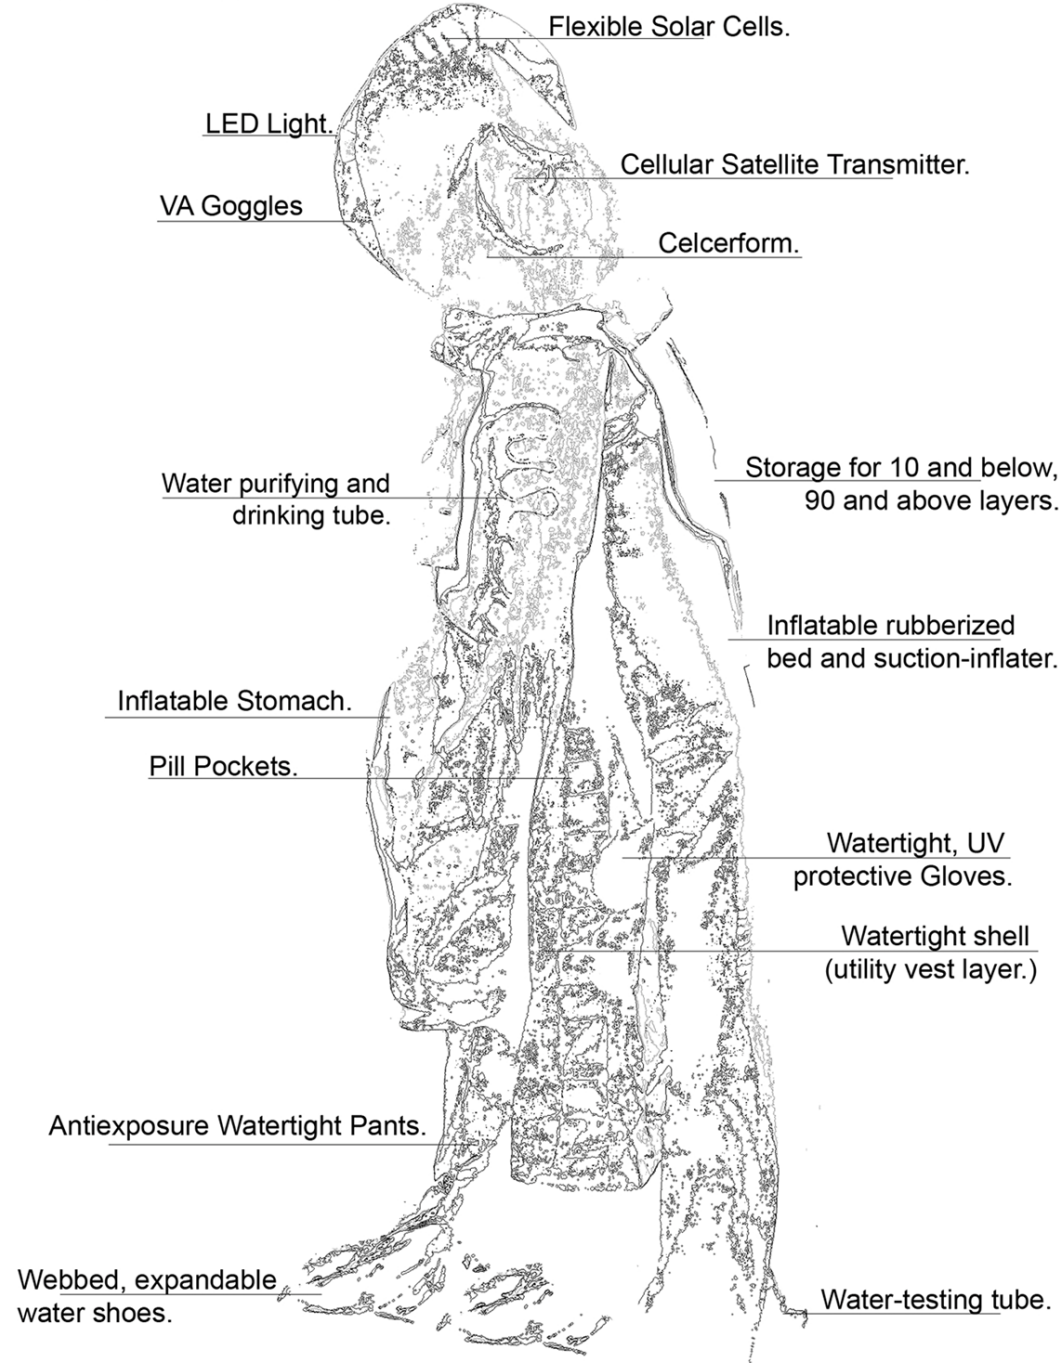 Flexible Solar Cells.
LED Light.
Cellular Satellite Transmitter.
VA Goggles
Celcerform.
Water purifying and
drinking tube.
Storage for 10 and below,
90 and above layers.
Inflatable rubberized
bed and suction-inflater.
Inflatable Stomach.
Pill Pockets.
Watertight, UV
protective Gloves.
Watertight shell
(utility vest layer.)
Antiexposure Watertight Pants.
Webbed, expandable
water shoes.
Water-testing tube.